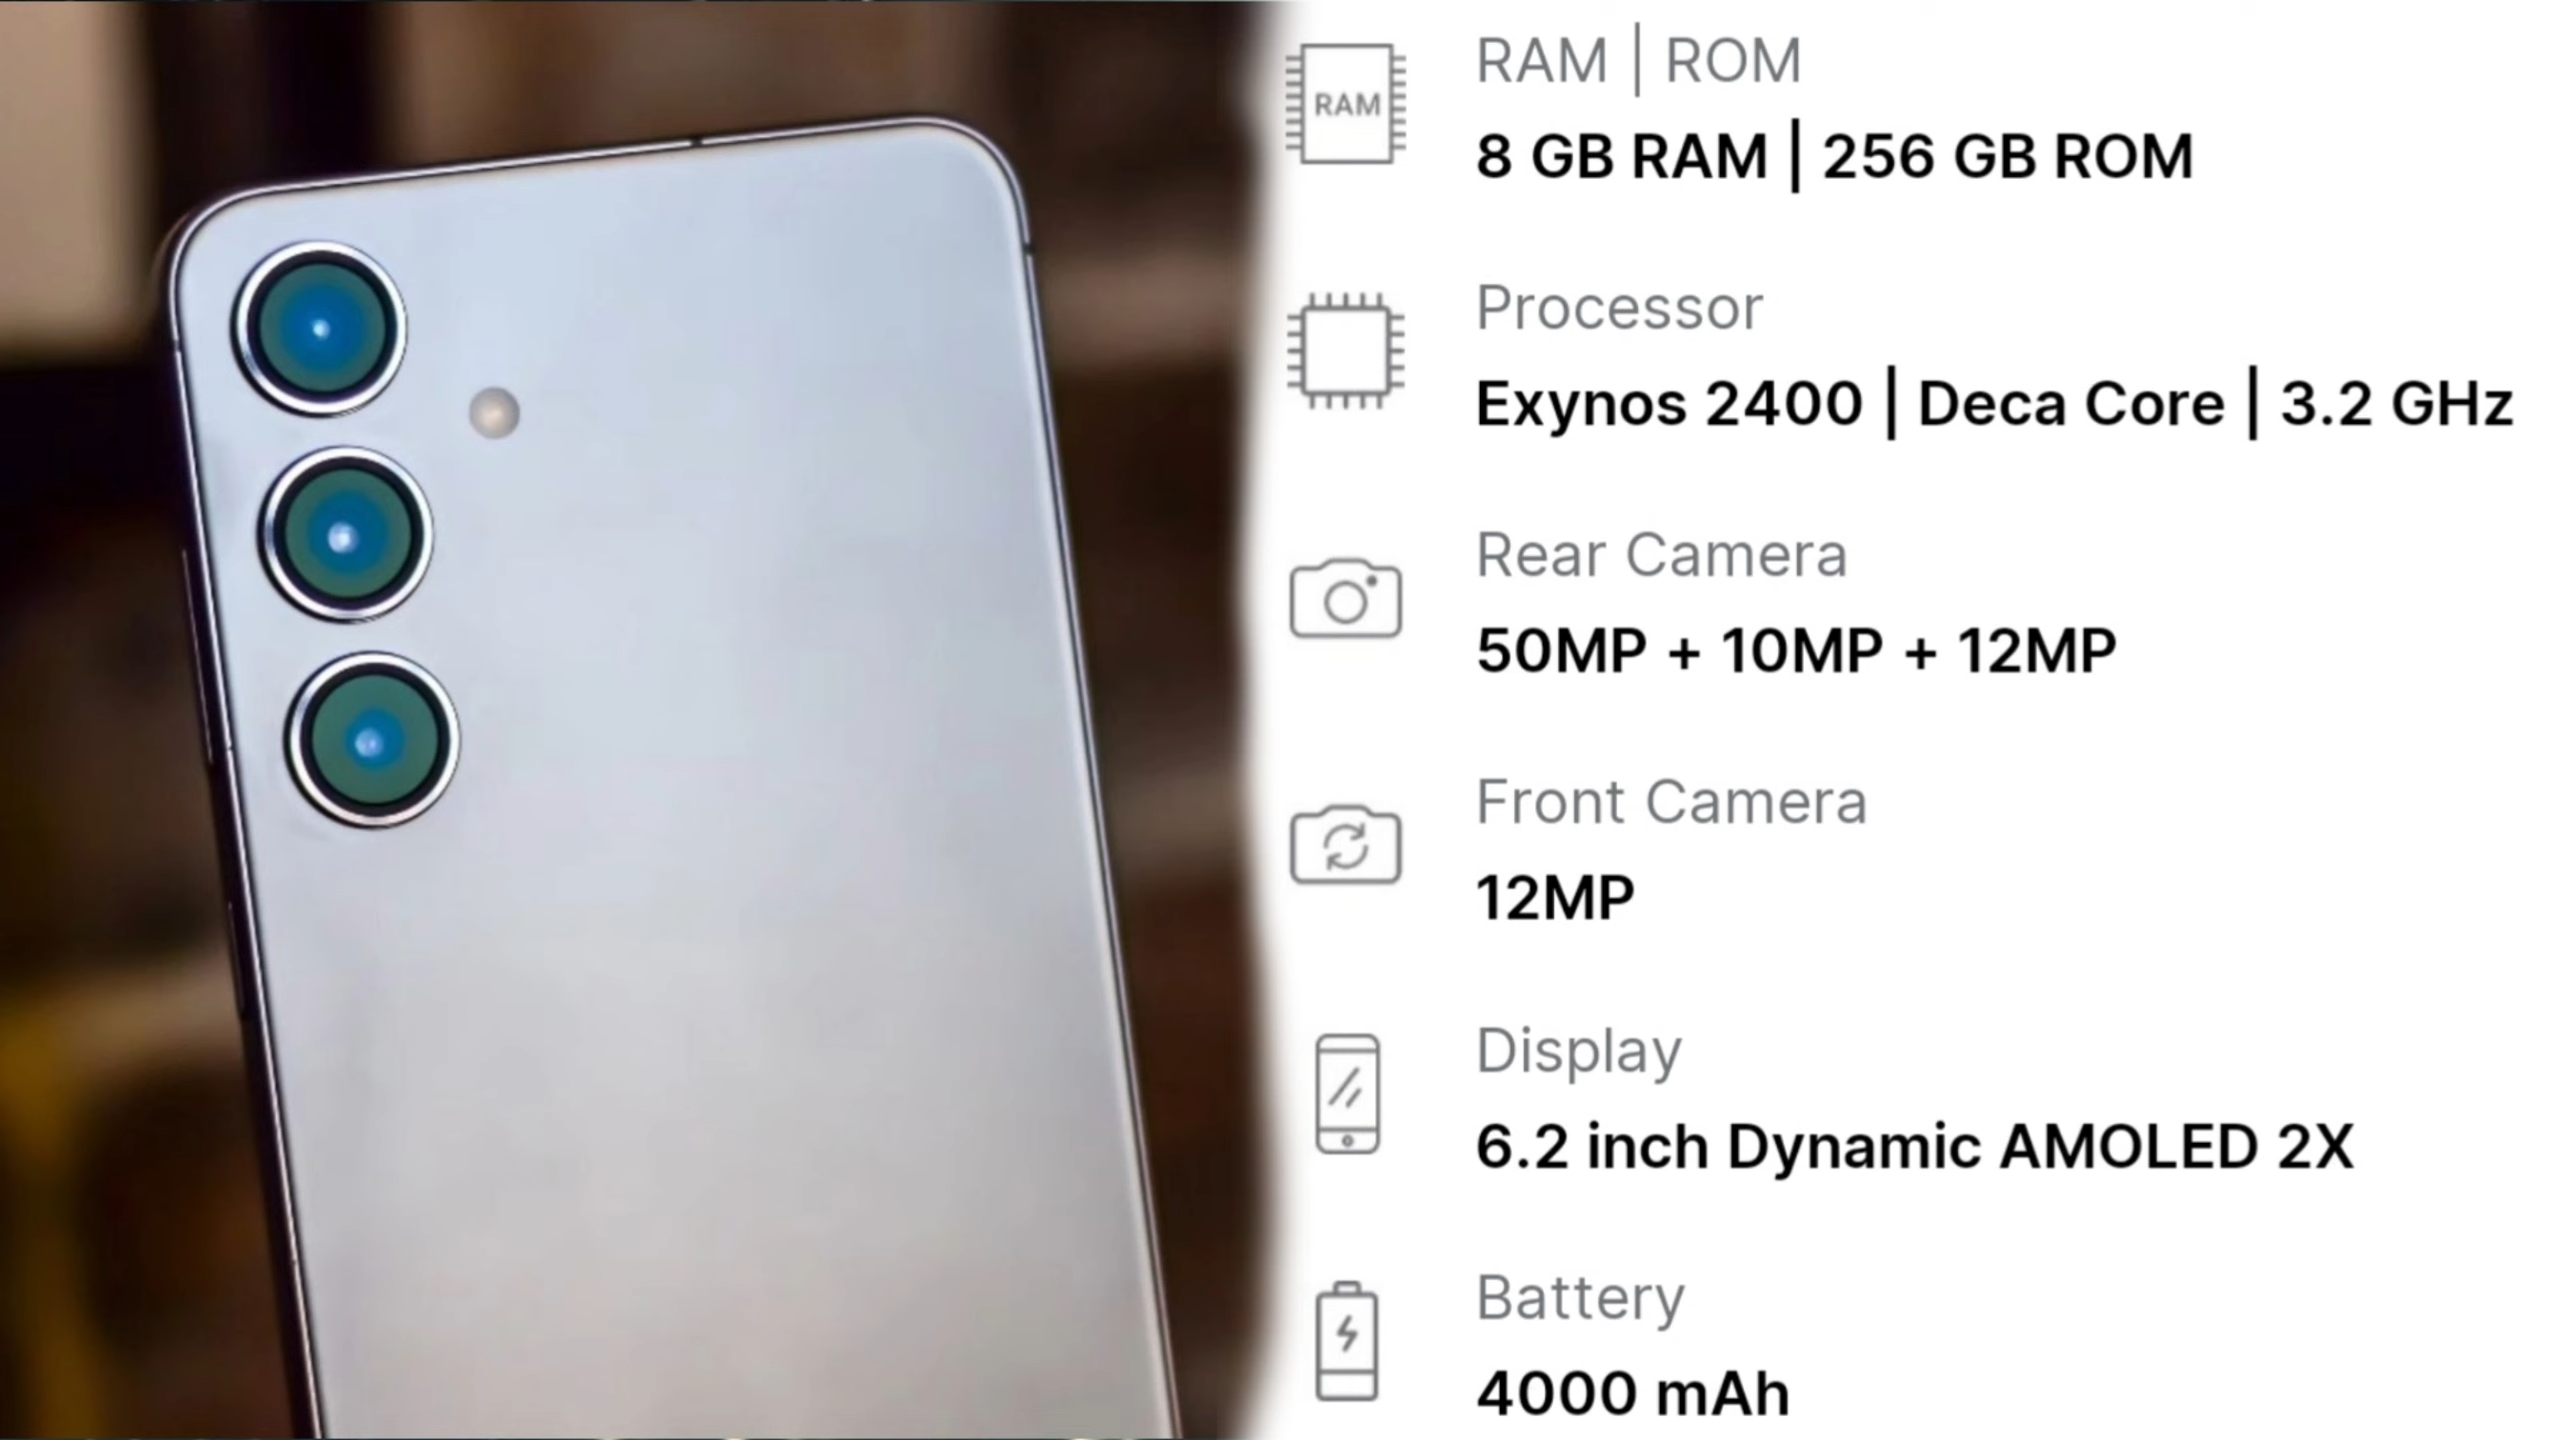 RAM
RAM | ROM
8 GB RAM | 256 GB ROM
Processor
Exynos 2400 | Deca Core | 3.2 GHz
Rear Camera
50MP + 10MP + 12MP
Front Camera
12MP
Display
6.2 inch Dynamic AMOLED 2X
Battery
4000 mAh